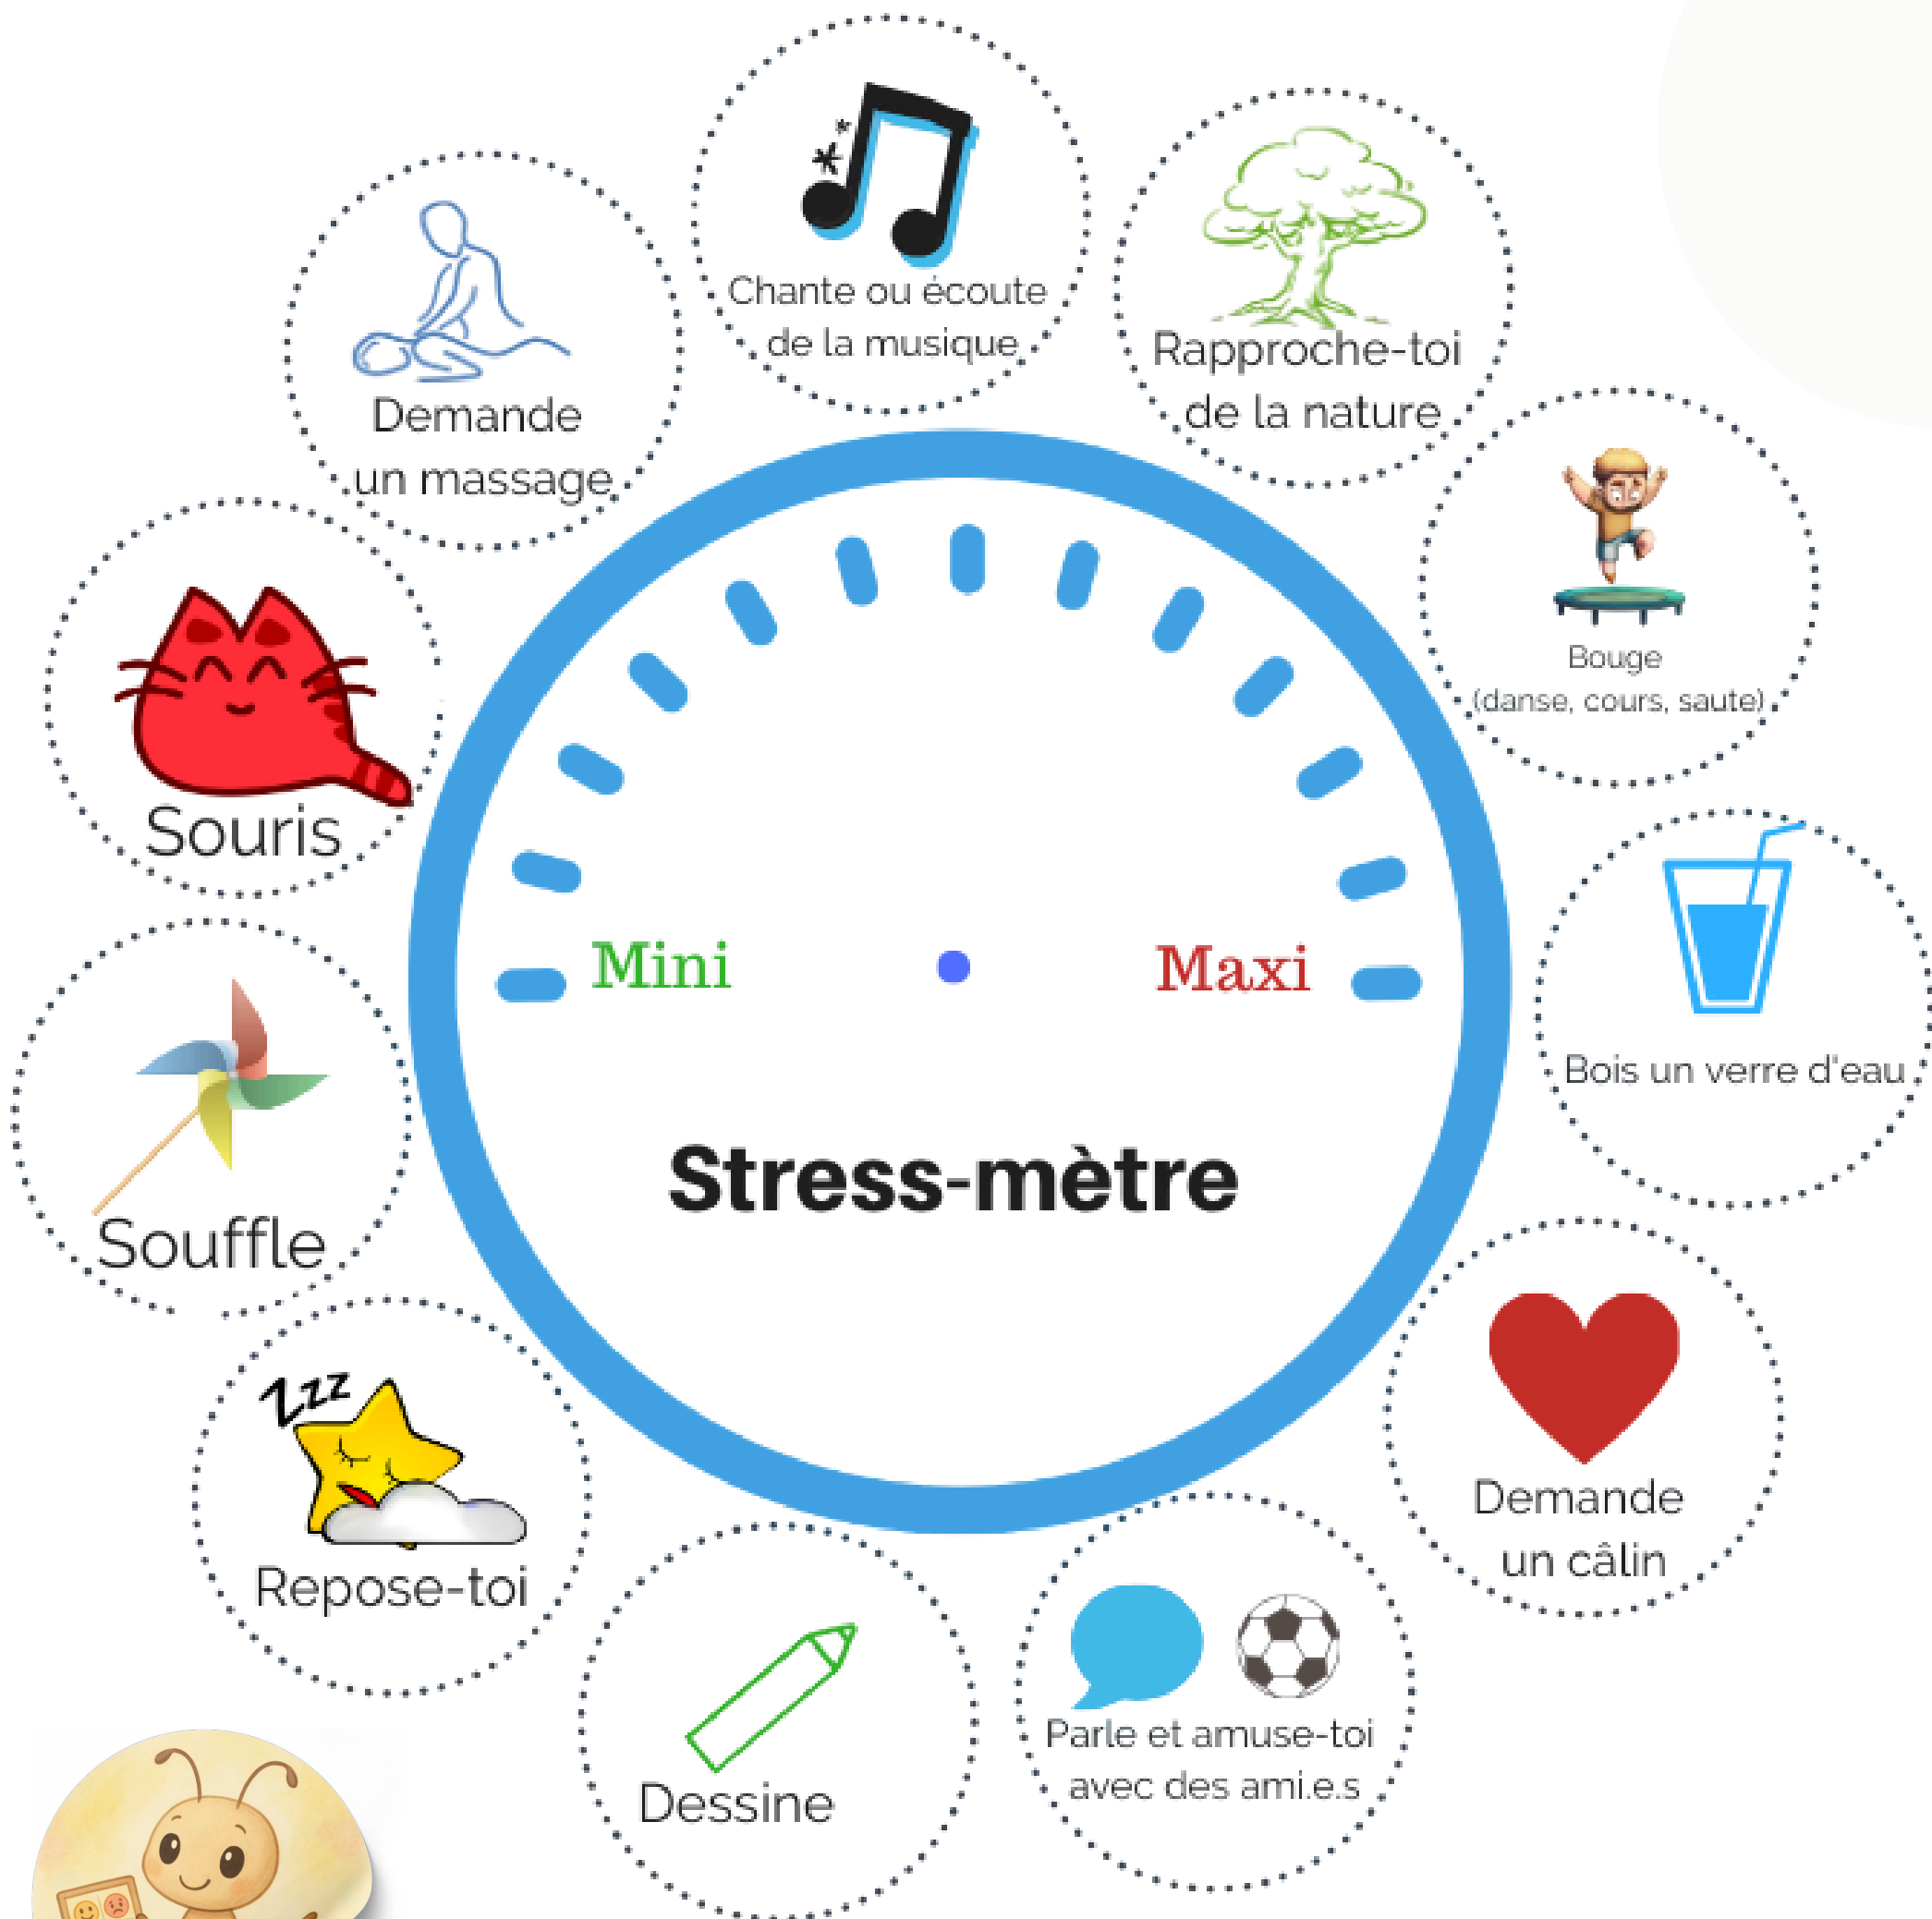 Chante ou écoute
de la musique
Rapproche-toi
de la nature
Demande
un massage
Bouge
(danse, cours, saute)
Souris
Mini
Maxi
Bois un verre d'eau
Stress-mètre
Souffle
Demande
un câlin
zzz
Repose-toi
Parle et amuse-toi
avec des ami.e.s
Dessine